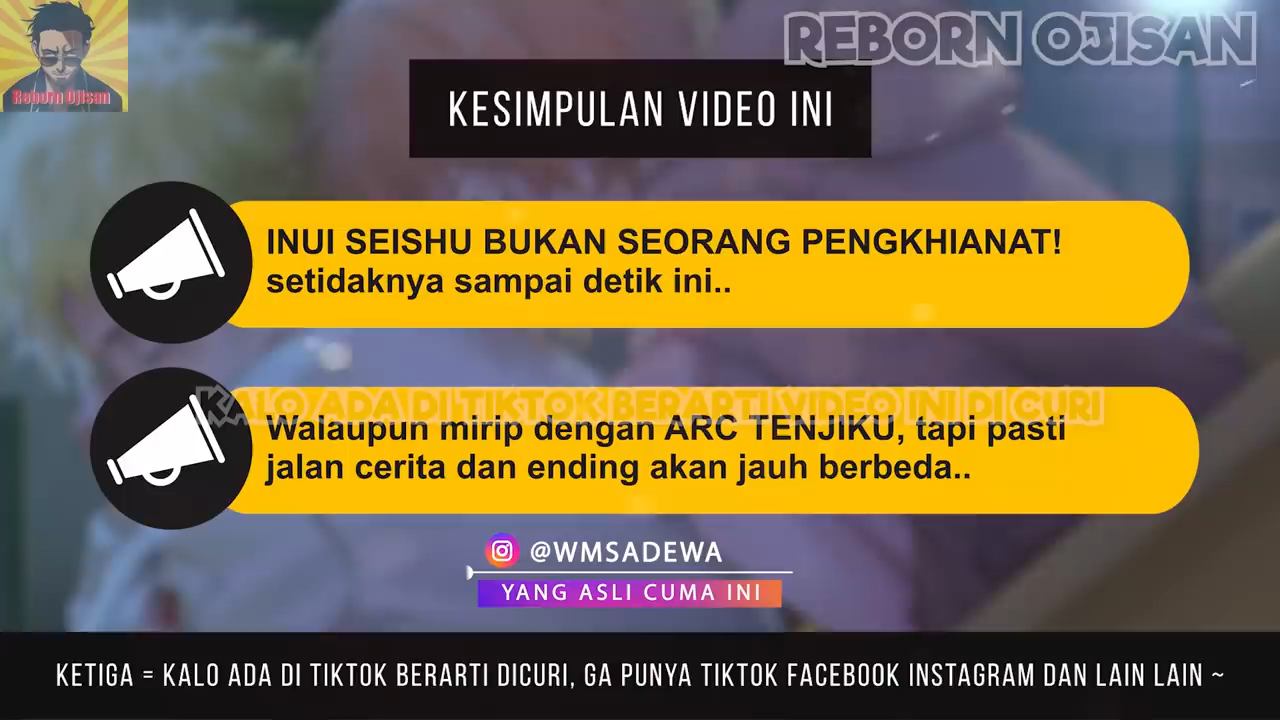 REBORN OJISAN
Reborn Ojisan
KESIMPULAN VIDEO INI
INUI SEISHU BUKAN SEORANG PENGKHIANAT!
setidaknya sampai detik ini..
KALO ADA DI TIKTOK BERARTI VIDEO INI DI CURI
Walaupun mirip dengan ARC TENJIKU, tapi pasti
jalan cerita dan ending akan jauh berbeda..
@WMSADEWA
YANG ASLI CUMA INI
KETIGA = KALO ADA DI TIKTOK BERARTI DICURI, GA PUNYA TIKTOK FACEBOOK INSTAGRAM DAN LAIN LAIN ~